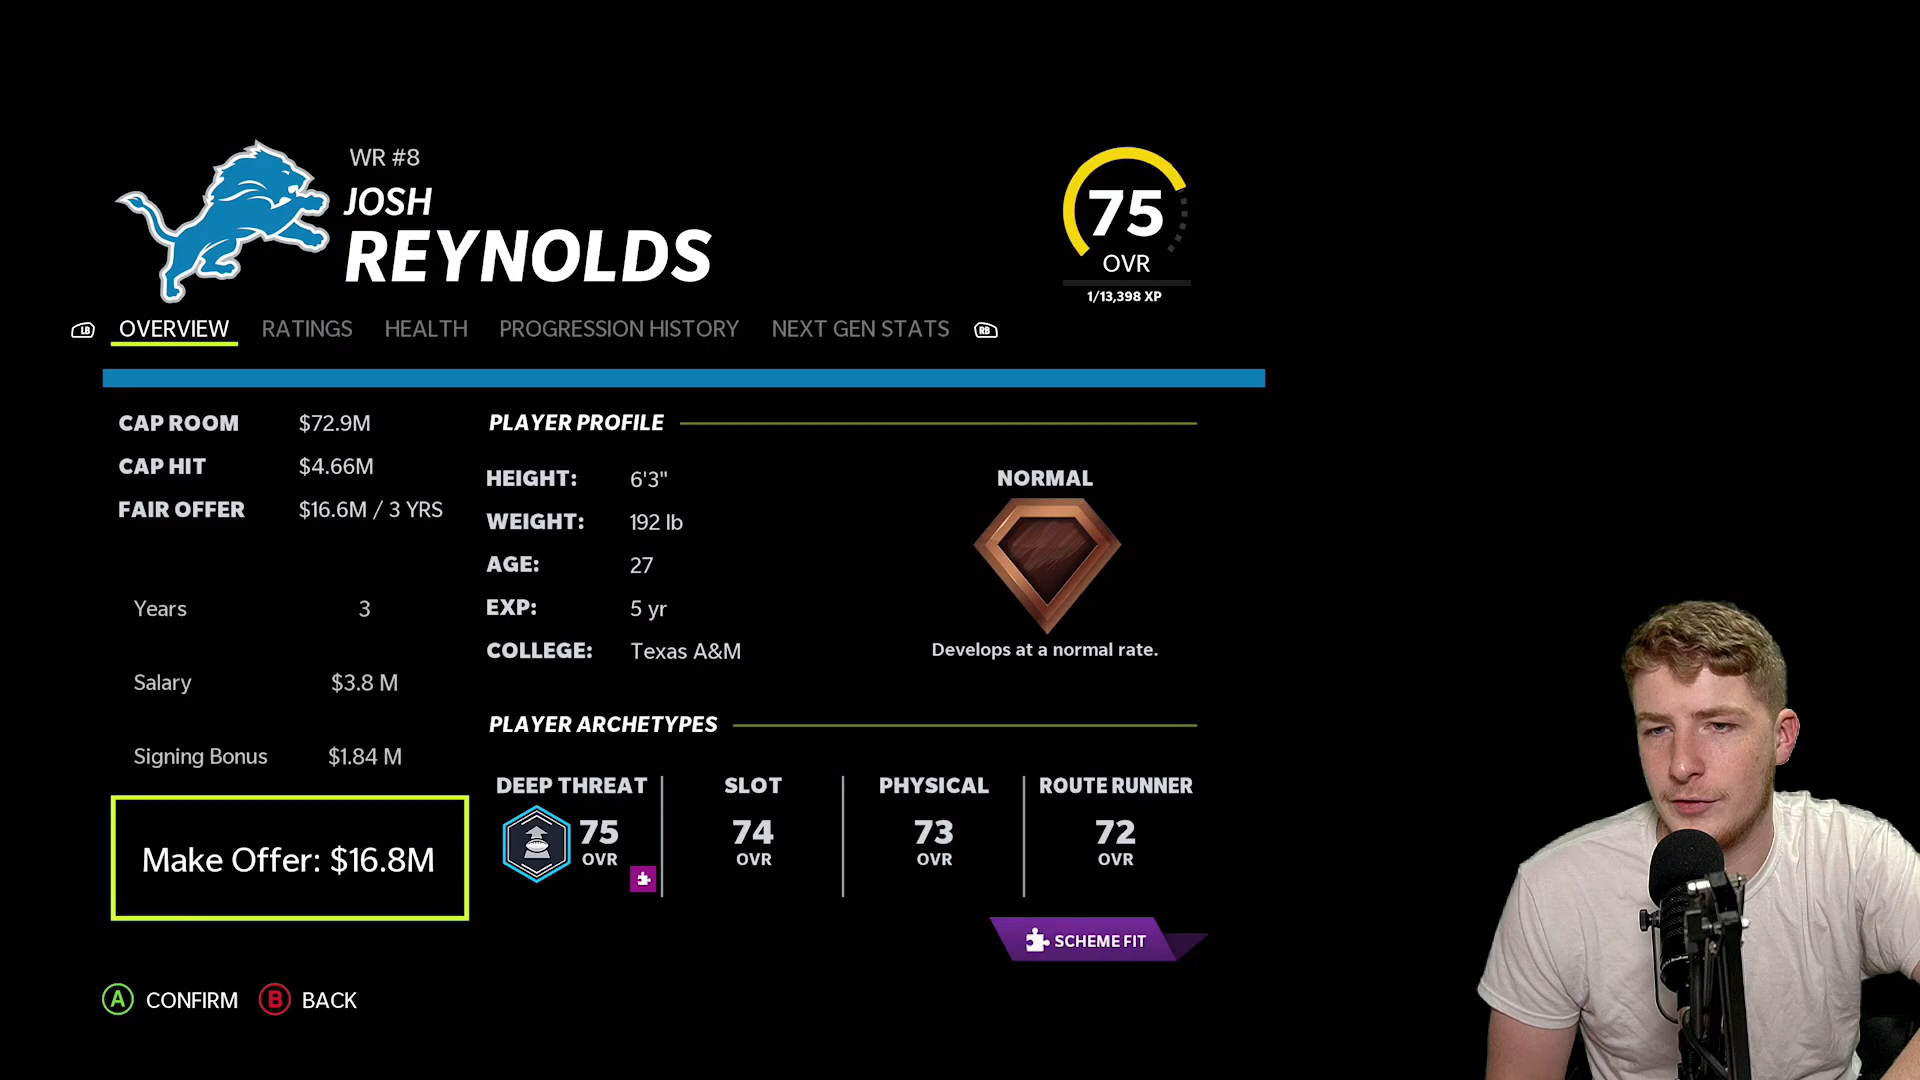 WR #8
JOSH
REYNOLDS
75
OVR
1/13,398 XP
LB OVERVIEW RATINGS HEALTH PROGRESSION HISTORY NEXT GEN STATS RB
CAP ROOM $72.9M
CAP HIT $4.66M
FAIR OFFER $16.6M / 3 YRS
Years 3
Salary $3.8 M
Signing Bonus $1.84 M
Make Offer: $16.8M
PLAYER PROFILE
HEIGHT: 6'3"
WEIGHT: 192 lb
AGE: 27
EXP: 5 yr
COLLEGE: Texas A&M
NORMAL
Develops at a normal rate.
PLAYER ARCHETYPES
DEEP THREAT
75
OVR
SLOT
74
OVR
PHYSICAL
73
OVR
ROUTE RUNNER
72
OVR
SCHEME FIT
A CONFIRM B BACK